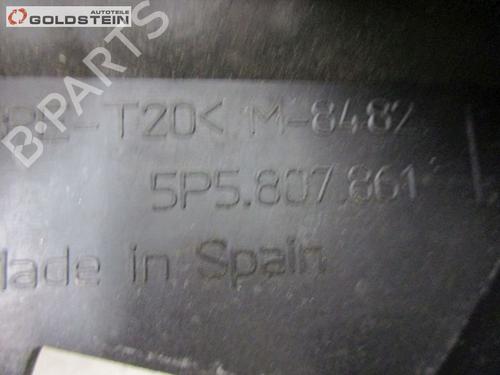 AUTOTEILE
GOLDSTEIN
B-PARTS
-T20< M-8482
5P5.807.861
Made in Spain